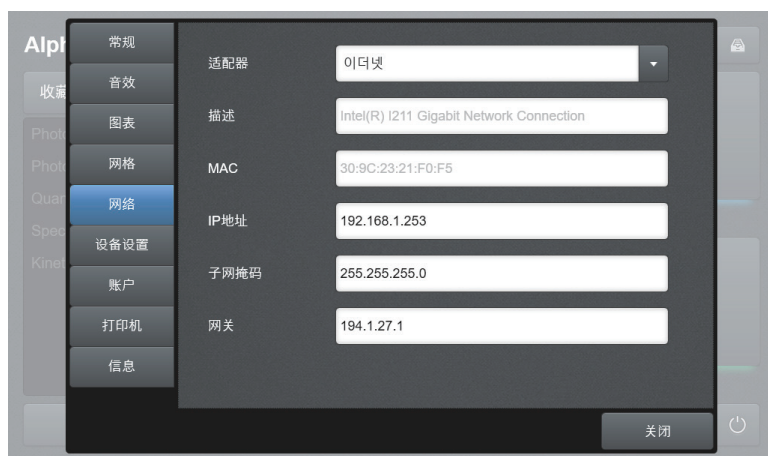 Alph
收藏
Photo
Photo
Quan
Spec
Kinet
常规
音效
图表
网格
网络
设备设置
账户
打印机
信息
适配器 이더넷
描述 Intel(R) I211 Gigabit Network Connection
MAC 30:9C:23:21:F0:F5
IP地址 192.168.1.253
子网掩码 255.255.255.0
网关 194.1.27.1
关闭